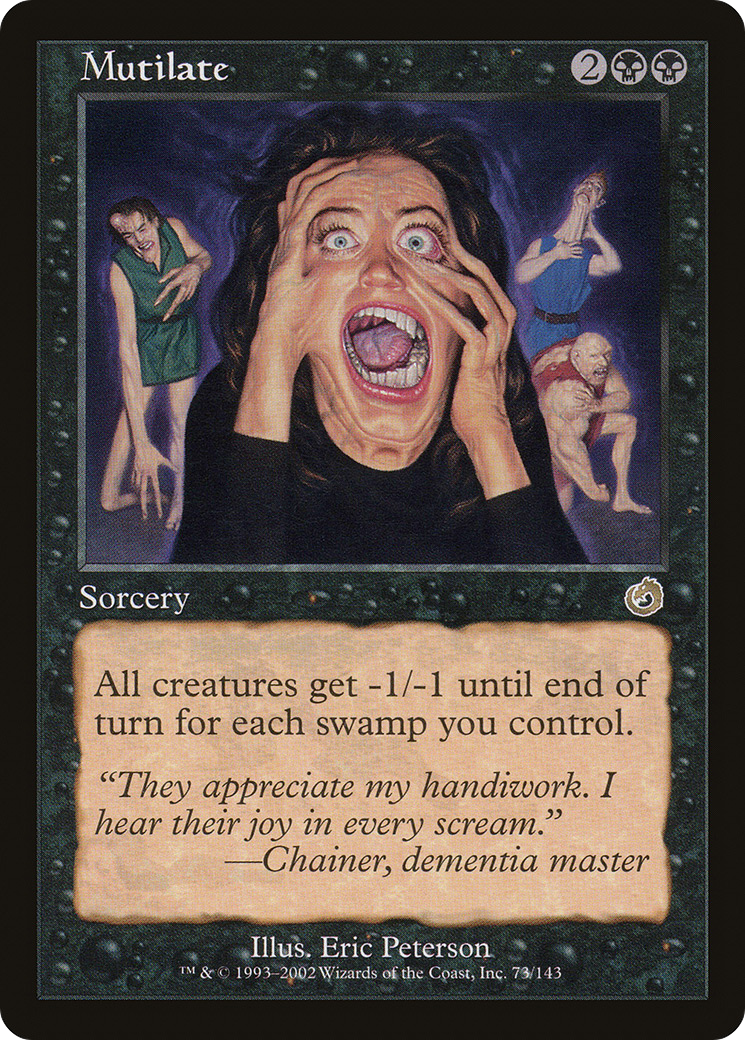 Mutilate 2
Sorcery
All creatures get -1/-1 until end of
turn for each swamp you control.
“They appreciate my handiwork. I
hear their joy in every scream.”
—Chainer, dementia master
Illus. Eric Peterson
™ & © 1993–2002 Wizards of the Coast, Inc. 73/143